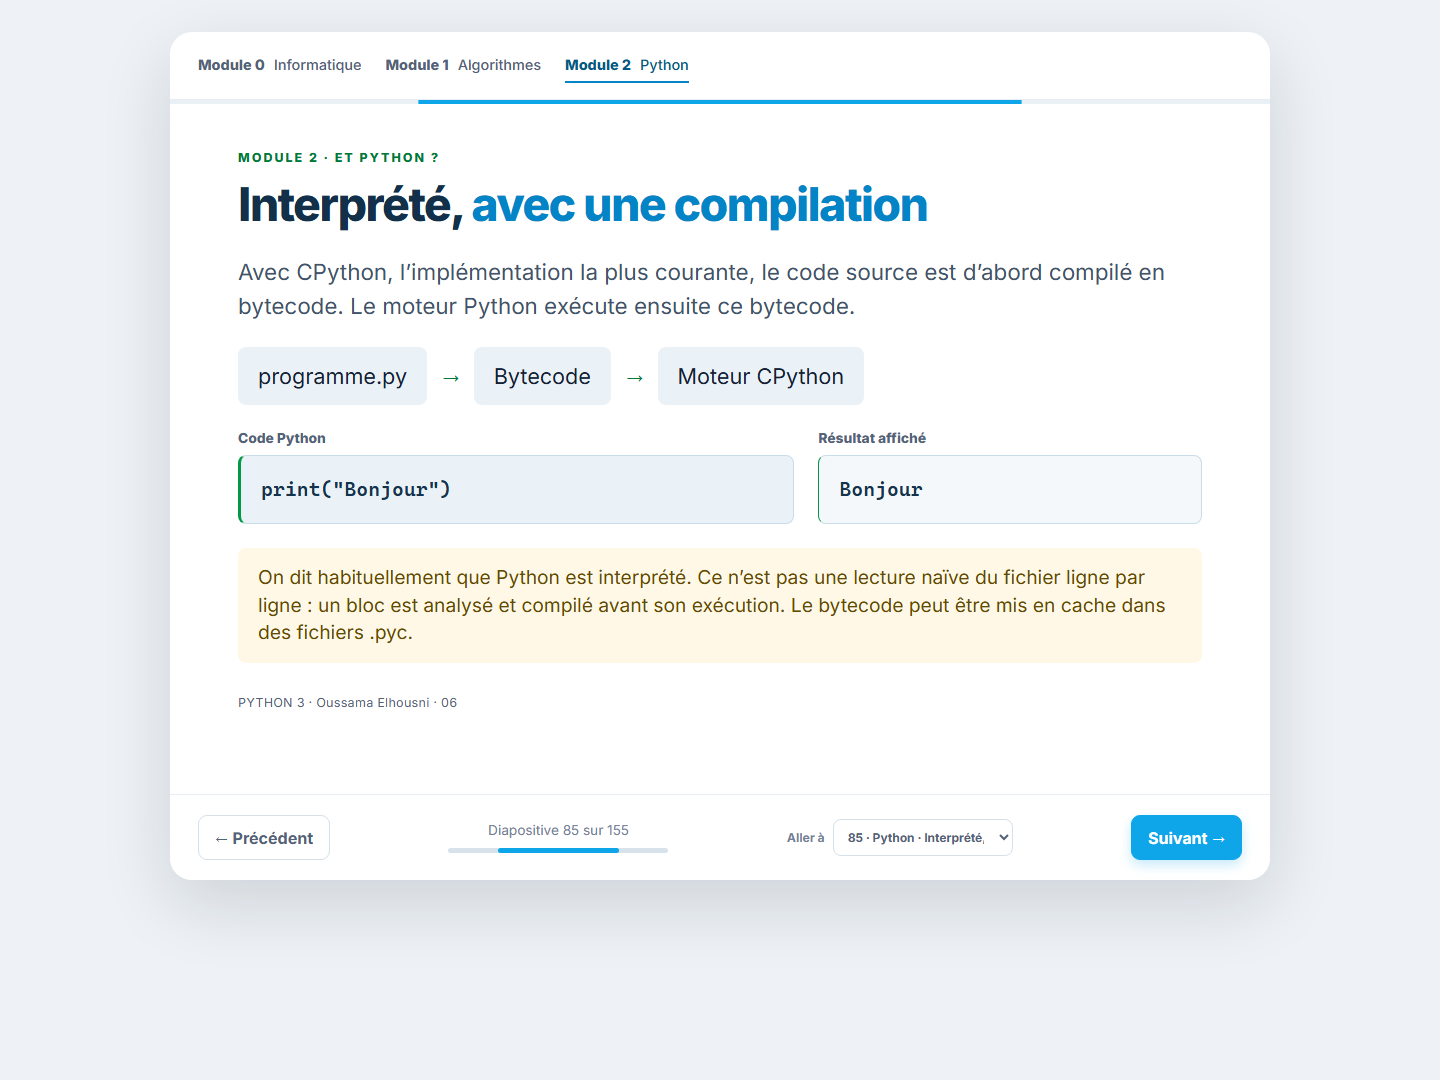 Module 0 Informatique Module 1 Algorithmes Module 2 Python
MODULE 2 · ET PYTHON ?
Interprété, avec une compilation
Avec CPython, l’implémentation la plus courante, le code source est d’abord compilé en
bytecode. Le moteur Python exécute ensuite ce bytecode.
programme.py → Bytecode → Moteur CPython
Code Python
print("Bonjour")
Résultat affiché
Bonjour
On dit habituellement que Python est interprété. Ce n’est pas une lecture naïve du fichier ligne par
ligne : un bloc est analysé et compilé avant son exécution. Le bytecode peut être mis en cache dans
des fichiers .pyc.
PYTHON 3 · Oussama Elhousni · 06
← Précédent
Diapositive 85 sur 155
Aller à 85 · Python · Interprété,
Suivant →